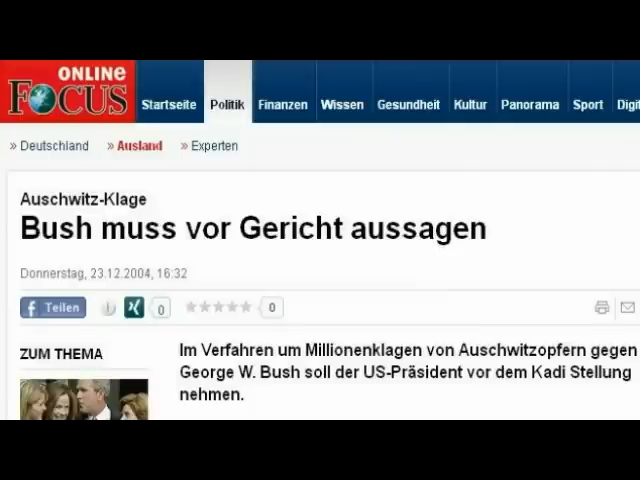 ONLINE
FOCUS
Startseite Politik Finanzen Wissen Gesundheit Kultur Panorama Sport Digit
» Deutschland » Ausland » Experten
Auschwitz-Klage
Bush muss vor Gericht aussagen
Donnerstag, 23.12.2004, 16:32
f Teilen 0 0
ZUM THEMA
Im Verfahren um Millionenklagen von Auschwitzopfern gegen
George W. Bush soll der US-Präsident vor dem Kadi Stellung
nehmen.